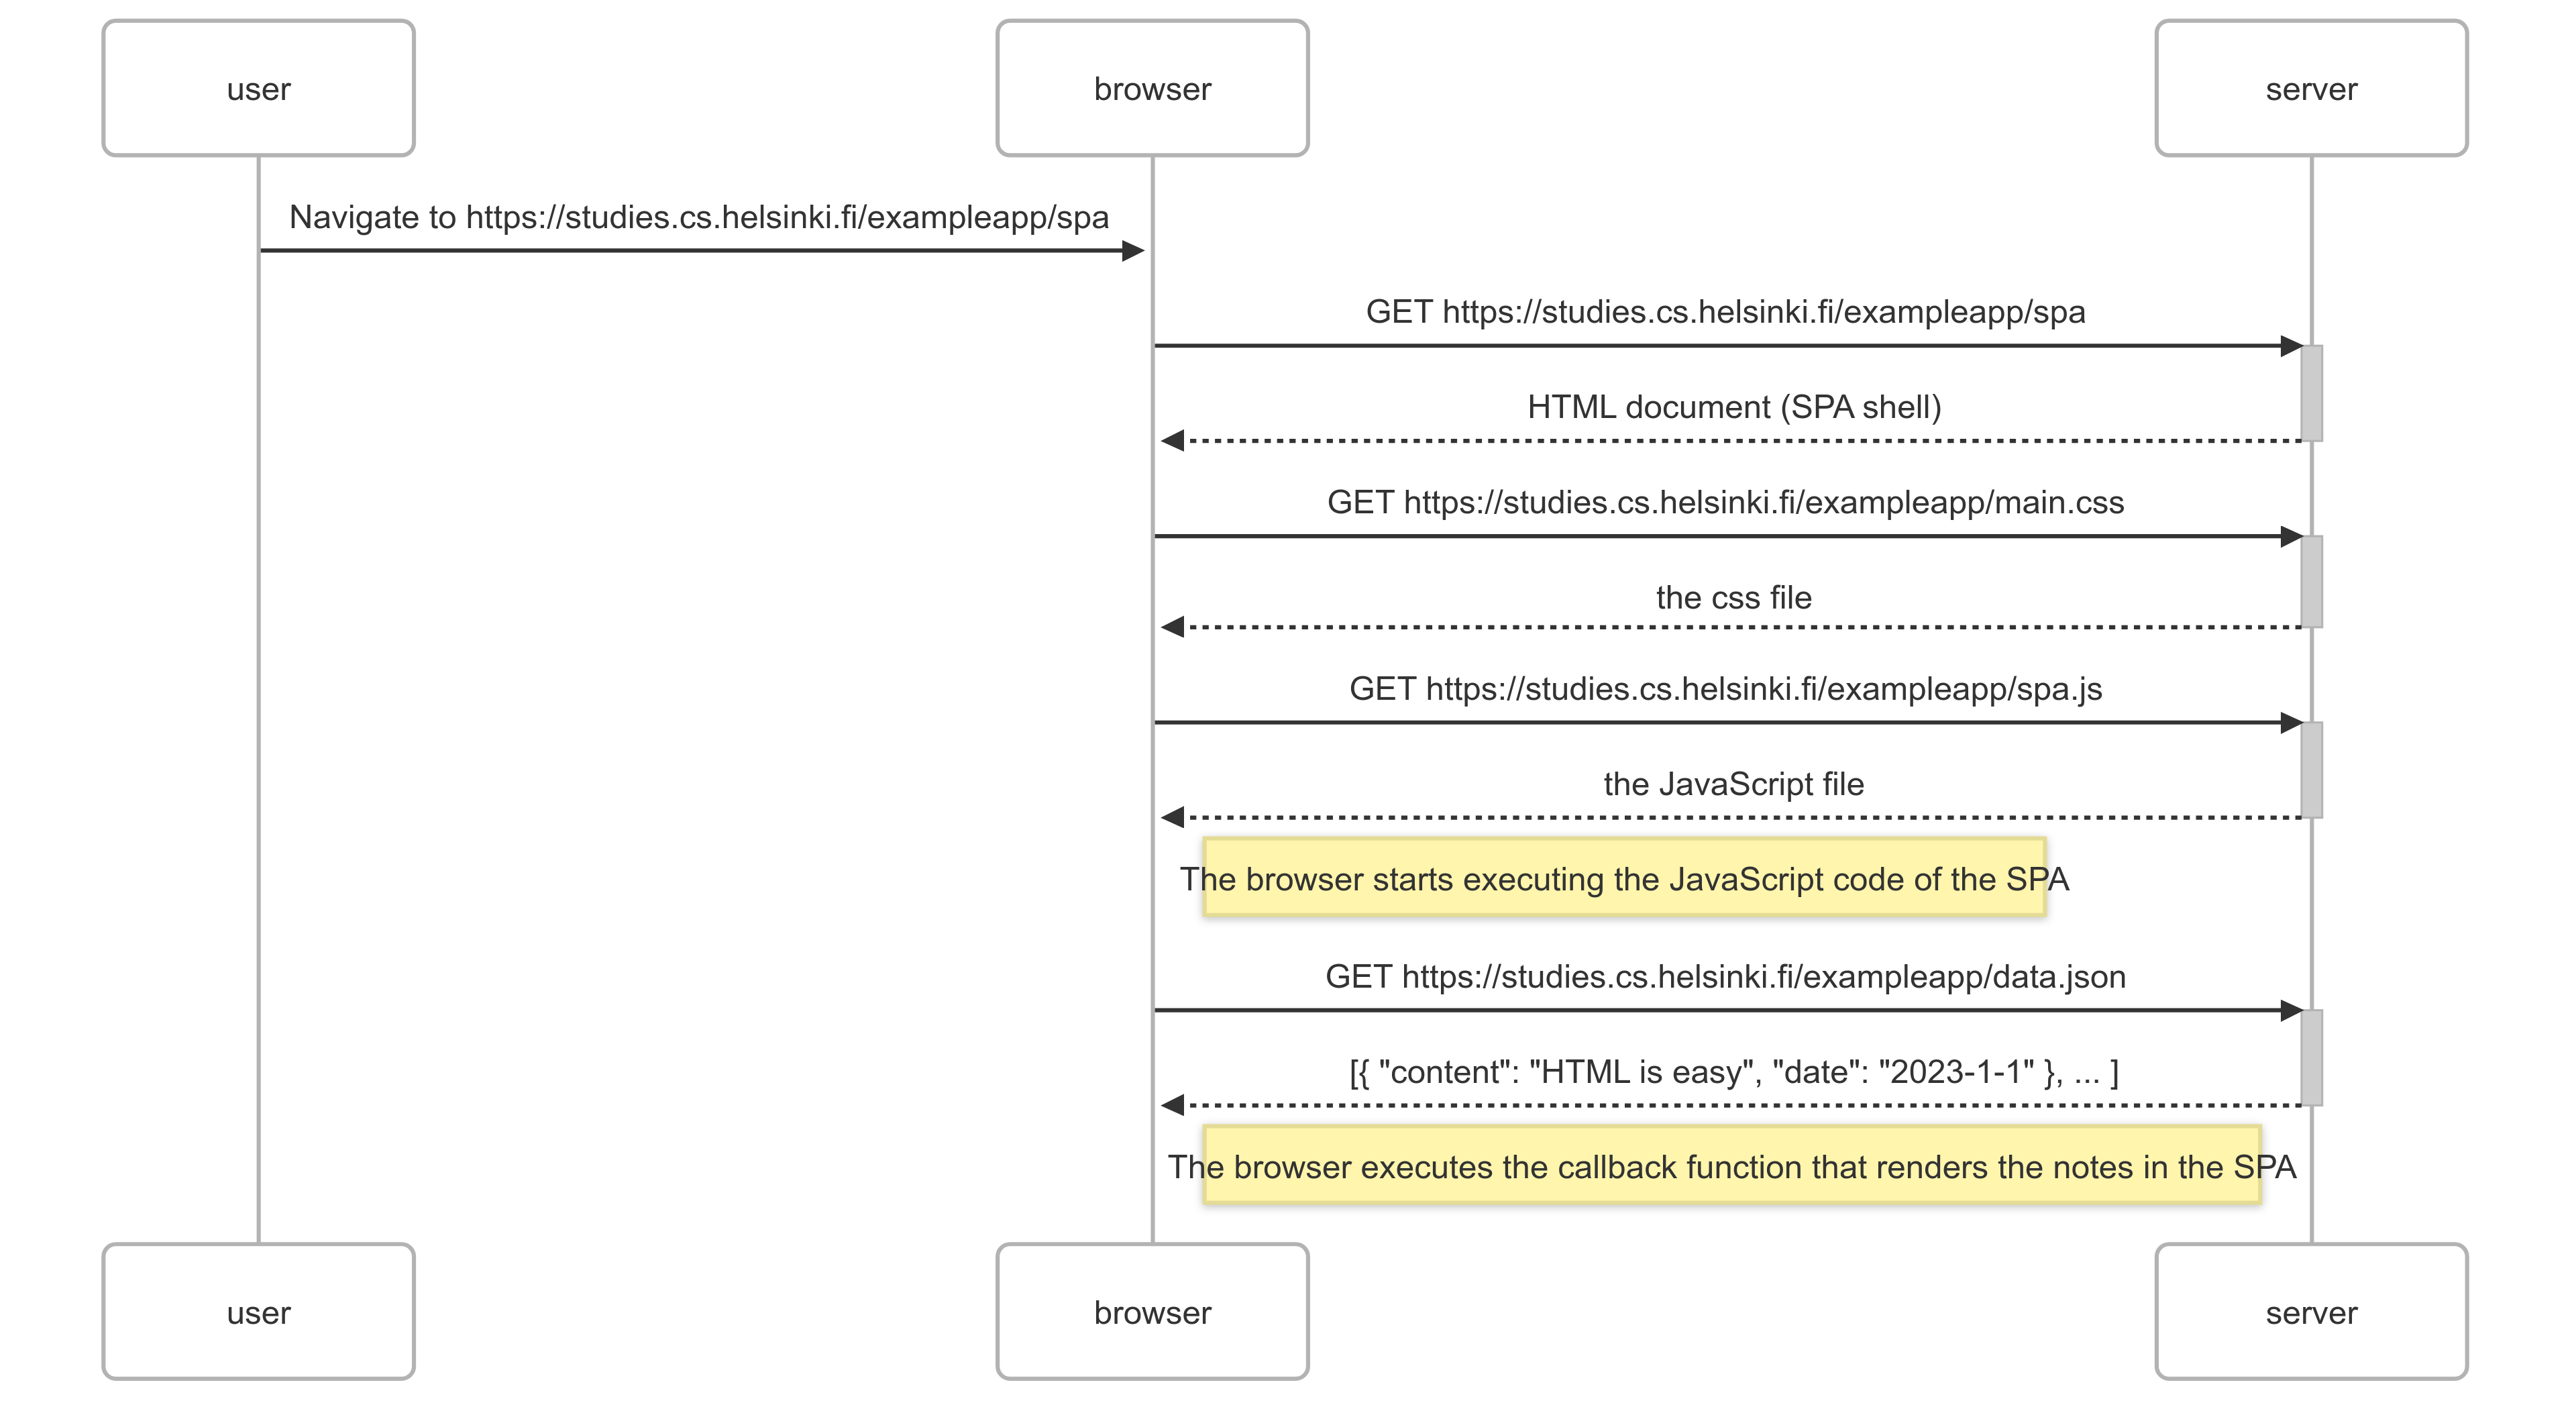 user
browser
server
Navigate to https://studies.cs.helsinki.fi/exampleapp/spa
GET https://studies.cs.helsinki.fi/exampleapp/spa
HTML document (SPA shell)
GET https://studies.cs.helsinki.fi/exampleapp/main.css
the css file
GET https://studies.cs.helsinki.fi/exampleapp/spa.js
the JavaScript file
The browser starts executing the JavaScript code of the SPA
GET https://studies.cs.helsinki.fi/exampleapp/data.json
[{ "content": "HTML is easy", "date": "2023-1-1" }, ... ]
The browser executes the callback function that renders the notes in the SPA
user
browser
server